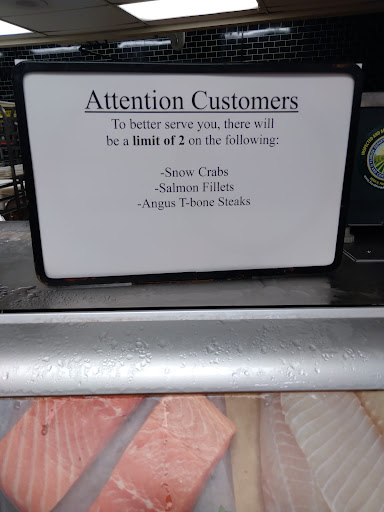 Attention Customers
To better serve you, there will
be a limit of 2 on the following:
-Snow Crabs
-Salmon Fillets
-Angus T-bone Steaks